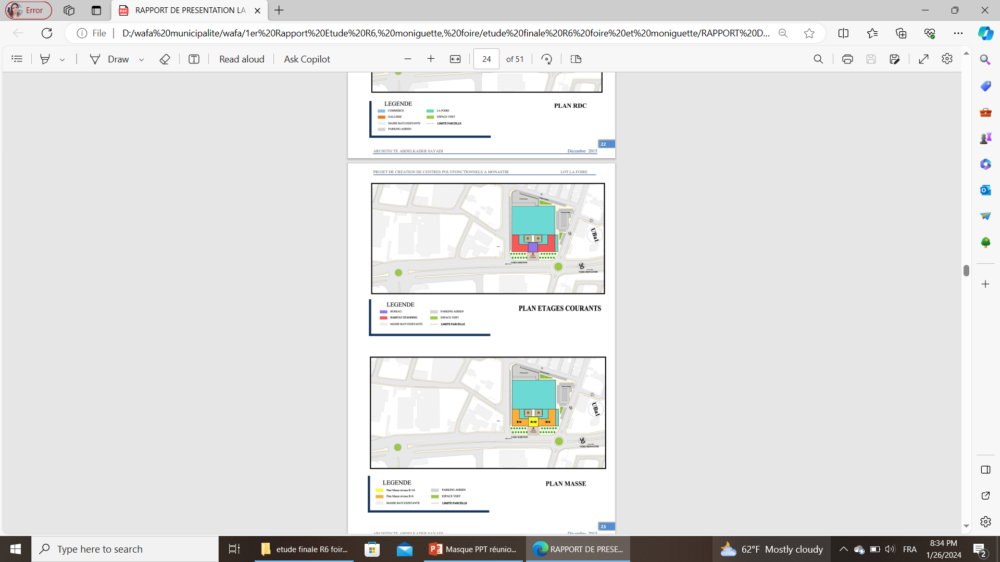 Error
RAPPORT DE PRESENTATION LA
File
D:/wafa%20municipalite/wafa/1er%20Rapport%20Etude%20R6,%20moniguette,%20foire/etude%20finale%20R6%20foire%20et%20moniguette/RAPPORT%20D...
Draw
Read aloud
Ask Copilot
24
of 51
LEGENDE
PLAN RDC
COMMERCE
LA FOIRE
GALLERIE
ESPACE VERT
MASSE BATI EXISTANTE
LIMITE PARCELLE
PARKING AERIEN
22
ARCHITECTE ABDELKADER SAYADI
Décembre 2015
PROJET DE CREATION DE CENTRES POLYFONCTIONNELS A MONASTIR
LOT LA FOIRE
UBa1
VERS KHENISS
30
VERS MONASTIR
LEGENDE
PLAN ETAGES COURANTS
BUREAU
PARKING AERIEN
HABITAT STANDING
ESPACE VERT
MASSE BATI EXISTANTE
LIMITE PARCELLE
UBa1
R+6
R+10
R+6
VERS KHENISS
30
VERS MONASTIR
LEGENDE
PLAN MASSE
Plan Masse niveau R+10
PARKING AERIEN
Plan Masse niveau R+6
ESPACE VERT
MASSE BATI EXISTANTE
LIMITE PARCELLE
23
ARCHITECTE ABDELKADER SAYADI
Décembre 2015
Type here to search
etude finale R6 foir...
Masque PPT réunio...
RAPPORT DE PRESE...
62°F Mostly cloudy
FRA
8:34 PM
1/26/2024
2